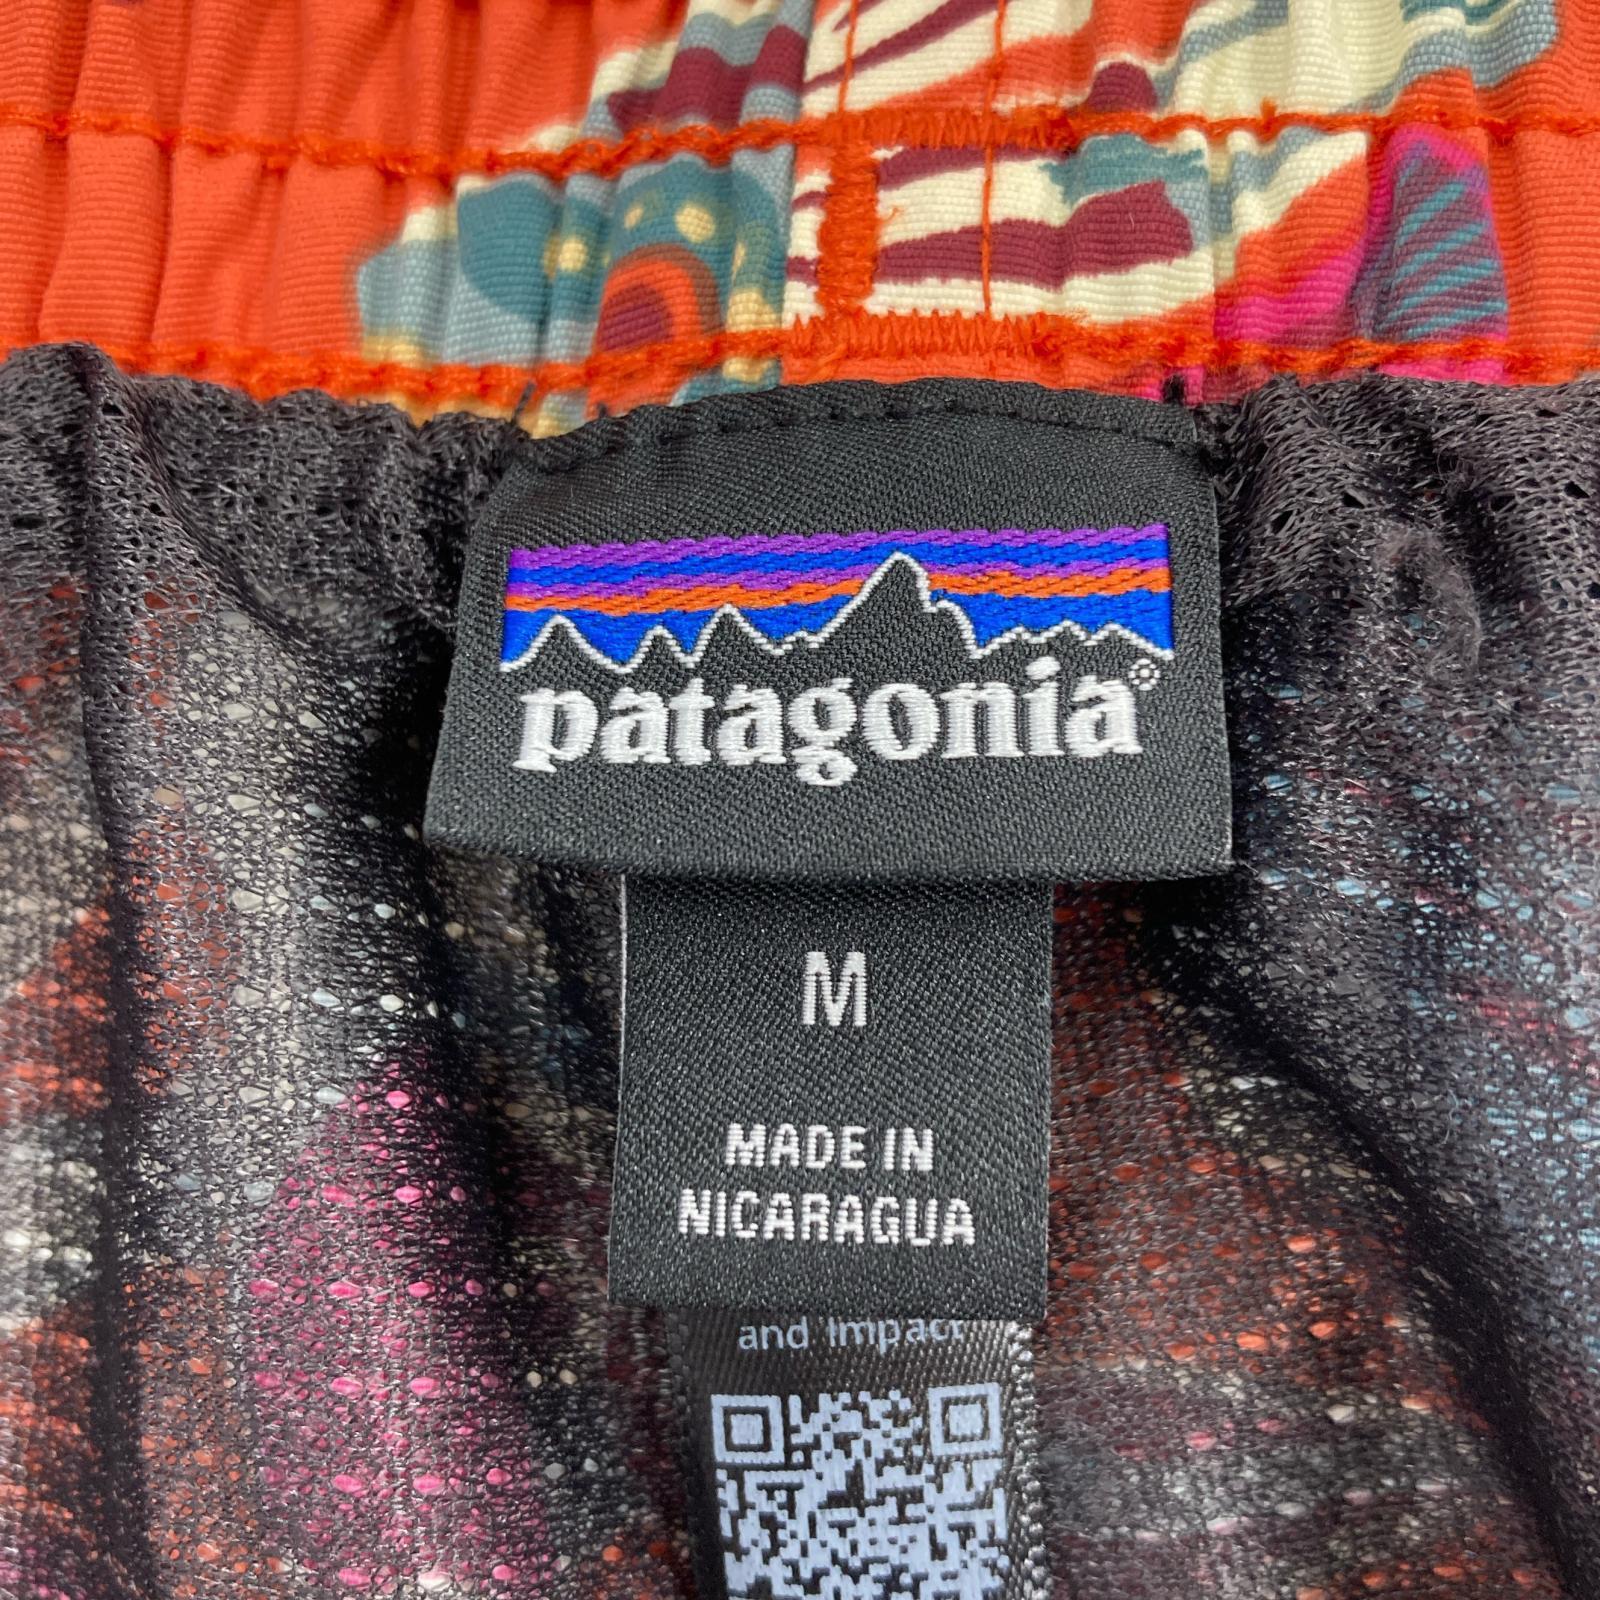 patagonia®
M
MADE IN
NICARAGUA
and Impact